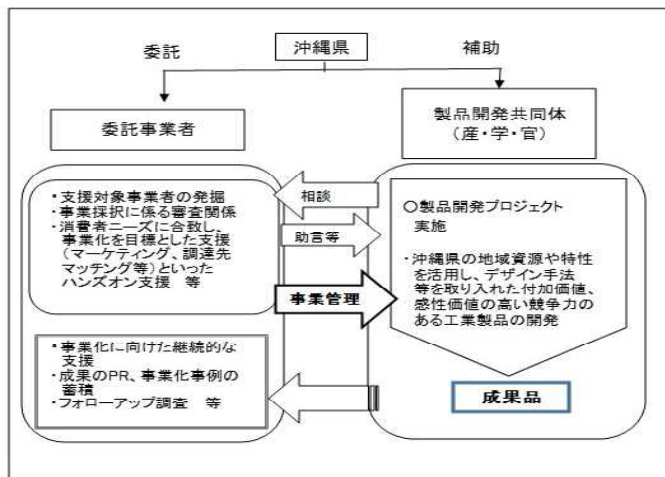 委託
沖縄県
補助
委託事業者
製品開発共同体
(産・学・官)
・支援対象事業者の発掘
・事業採択に係る審査関係
・消費者ニーズに合致し、
事業化を目標とした支援
(マーケティング、調達先
マッチング等)といった
ハンズオン支援 等
相談
助言等
事業管理
○製品開発プロジェクト
実施
・沖縄県の地域資源や特性
を活用し、デザイン手法
等を取り入れた付加価値、
感性価値の高い競争力の
ある工業製品の開発
成果品
・事業化に向けた継続的な
支援
・成果のPR、事業化事例の
蓄積
・フォローアップ調査 等